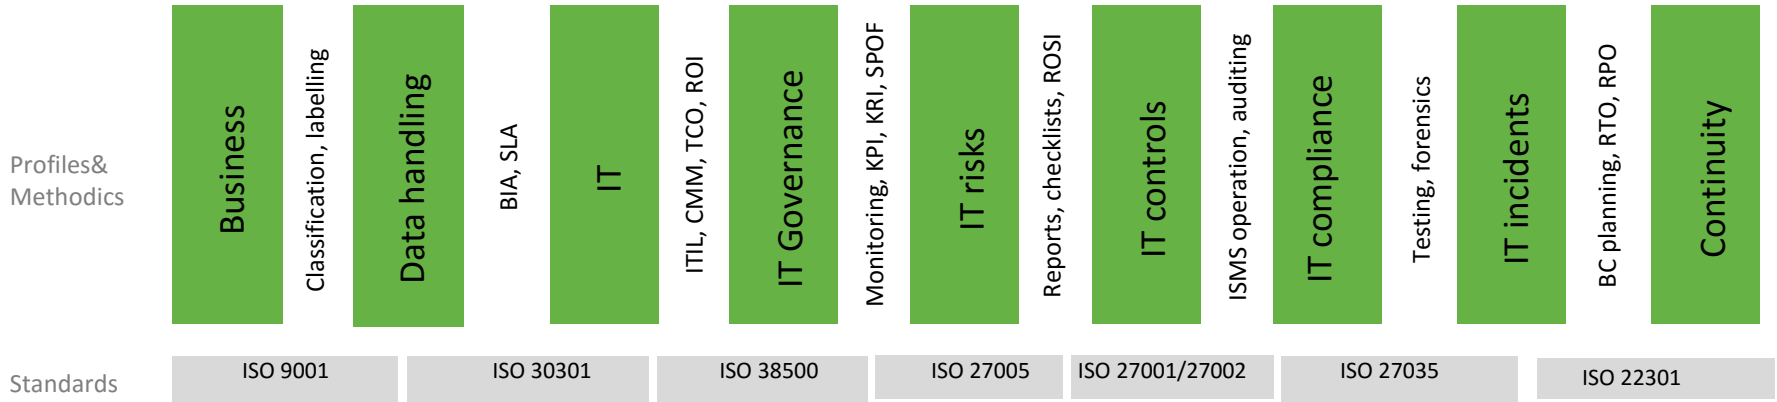 Profiles&
Methodics
Business
Classification, labelling
Data handling
BIA, SLA
IT
ITIL, CMM, TCO, ROI
IT Governance
Monitoring, KPI, KRI, SPOF
IT risks
Reports, checklists, ROSI
IT controls
ISMS operation, auditing
IT compliance
Testing, forensics
IT incidents
BC planning, RTO, RPO
Continuity
Standards
ISO 9001
ISO 30301
ISO 38500
ISO 27005
ISO 27001/27002
ISO 27035
ISO 22301